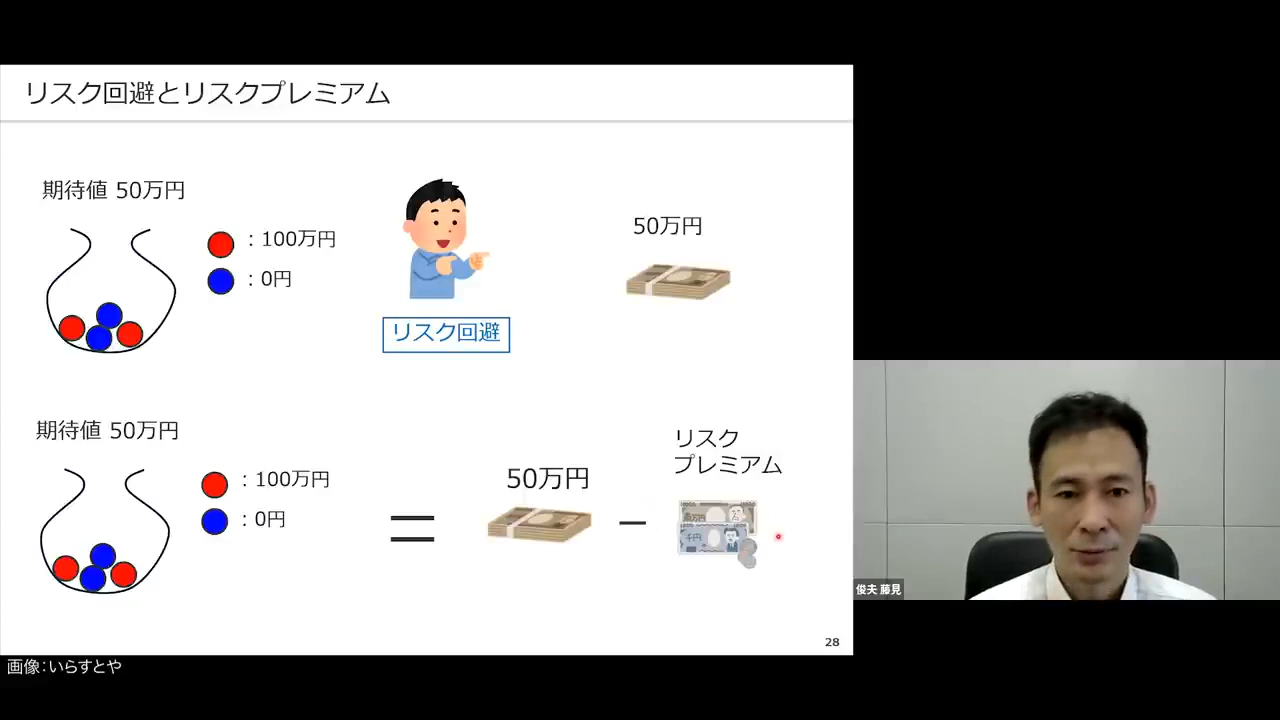 リスク回避とリスクプレミアム
期待値 50万円
：100万円
：0円
リスク回避
50万円
期待値 50万円
：100万円
：0円
＝
50万円
−
リスク
プレミアム
千円
28
俊夫 藤見
画像：いらすとや